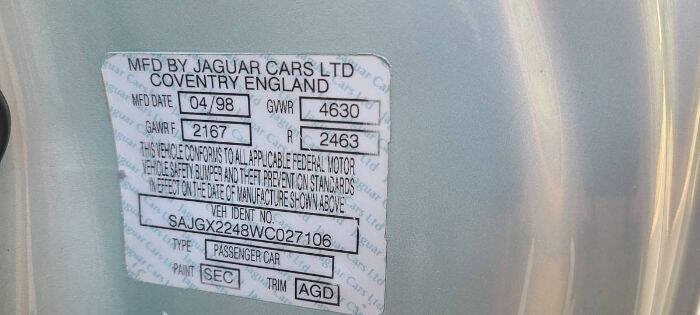 MFD BY JAGUAR CARS LTD
COVENTRY ENGLAND
MFD DATE 04/98 GVWR 4630
GAWR F. 2167 R 2463
THIS VEHICLE CONFORMS TO ALL APPLICABLE FEDERAL MOTOR
VEHICLE SAFETY BUMPER AND THEFT PREVENTION STANDARDS
IN EFFECT ON THE DATE OF MANUFACTURE SHOWN ABOVE
VEH IDENT NO.
SAJGX2248WC027106
TYPE PASSENGER CAR
PAINT SEC TRIM AGD